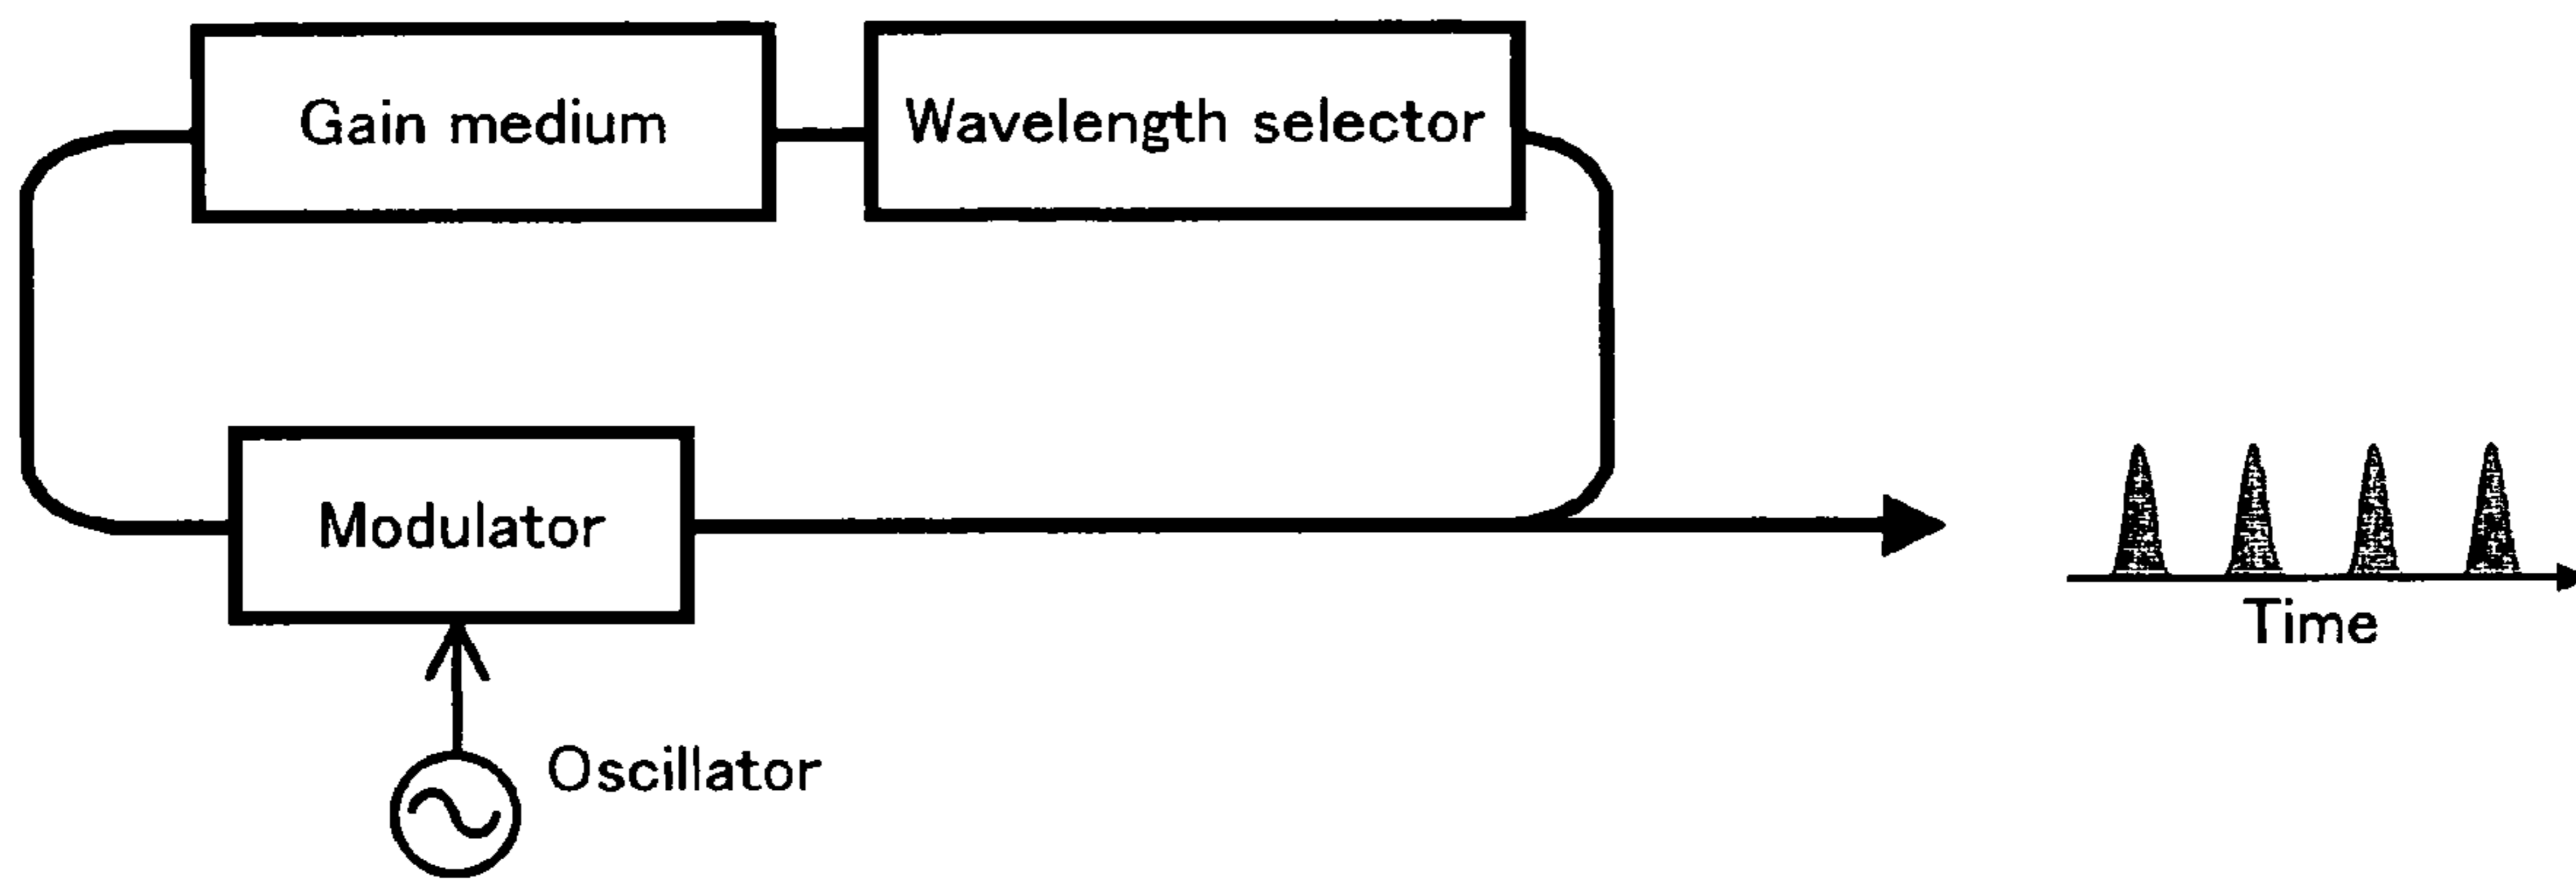 Gain medium
Wavelength selector
Modulator
Time
Oscillator